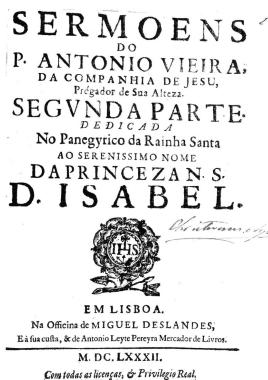 SERMOENS
DO
P. ANTONIO VIEIRA,
DA COMPANHIA DE JESU,
Prégador de Sua Alteza.
SEGVNDA PARTE.
DEDICADA
No Panegyrico da Rainha Santa
AO SERENISSIMO NOME
DAPRINCEZA N. S.
D. ISABEL.
IHS
EM LISBOA.
Na Officina de MIGUEL DESLANDES,
E à sua custa, & de Antonio Leyte Pereyra Mercador de Livros.
M. DC. LXXXII.
Com todas as licenças, & Privilegio Real.